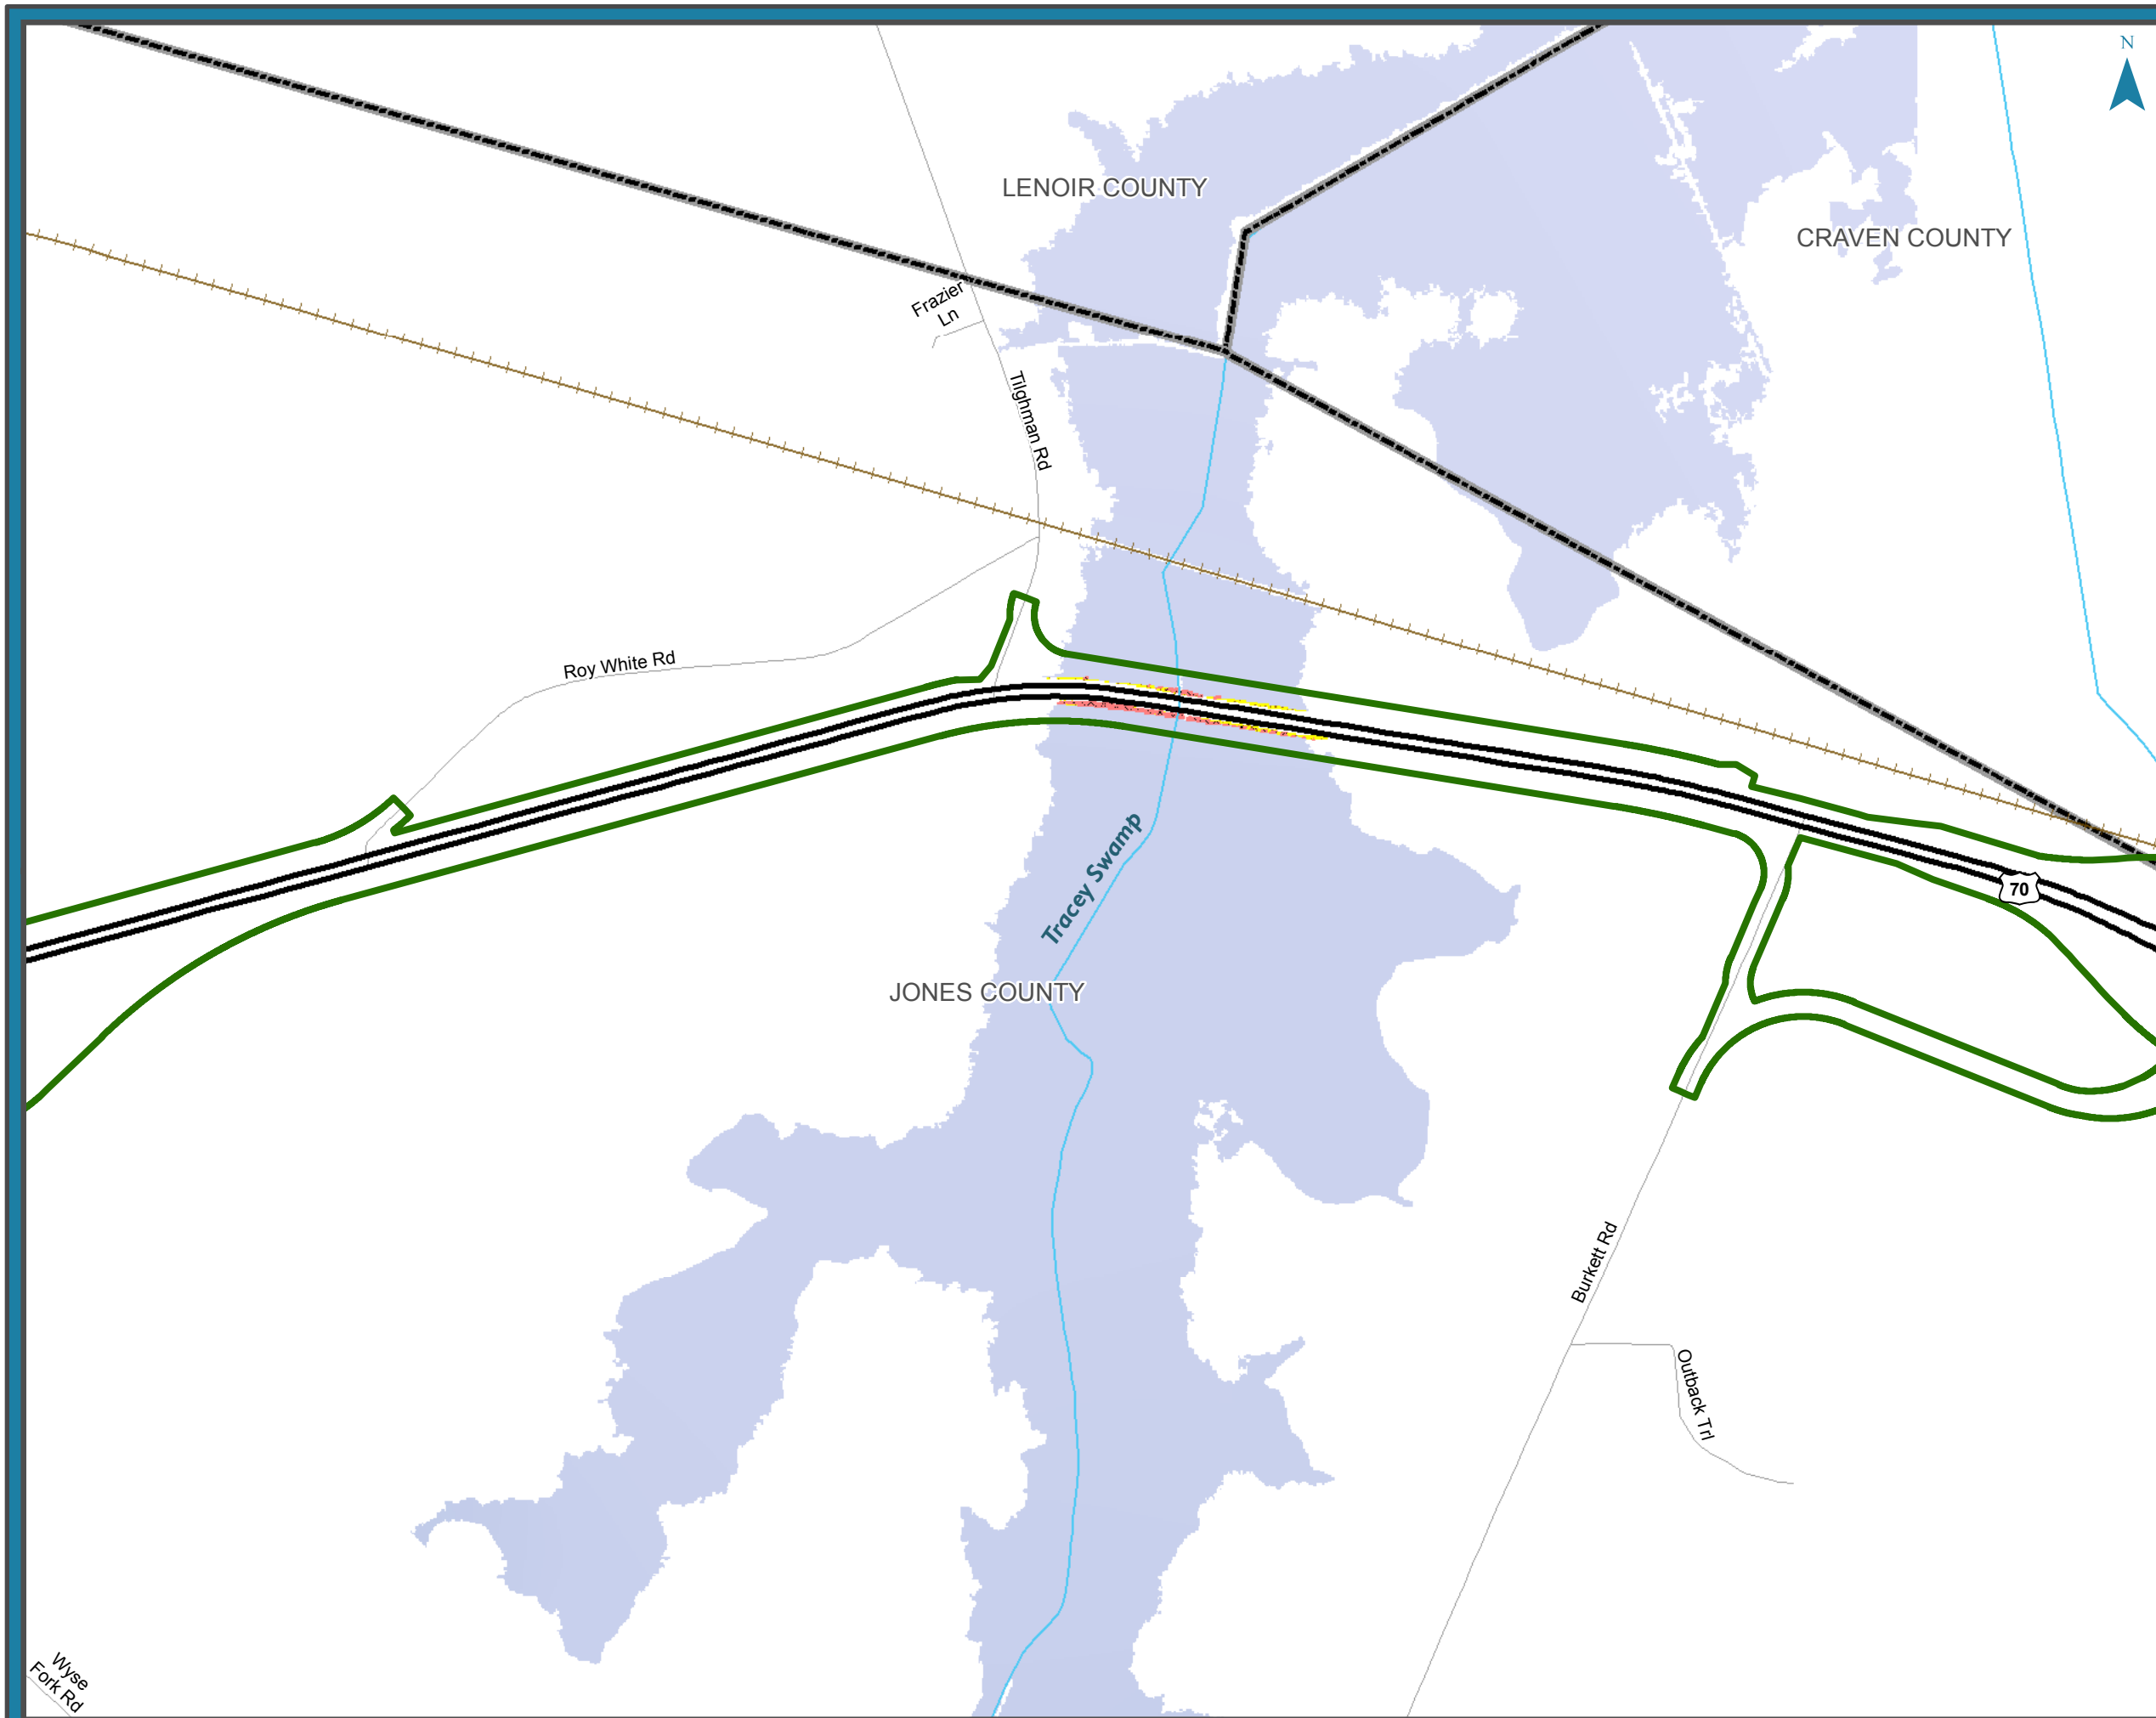 N
LENOIR COUNTY
CRAVEN COUNTY
Frazier
Ln
Tilghman Rd
Roy White Rd
70
Tracey Swamp
JONES COUNTY
Burkett Rd
Outback Trl
Wyse
Fork Rd